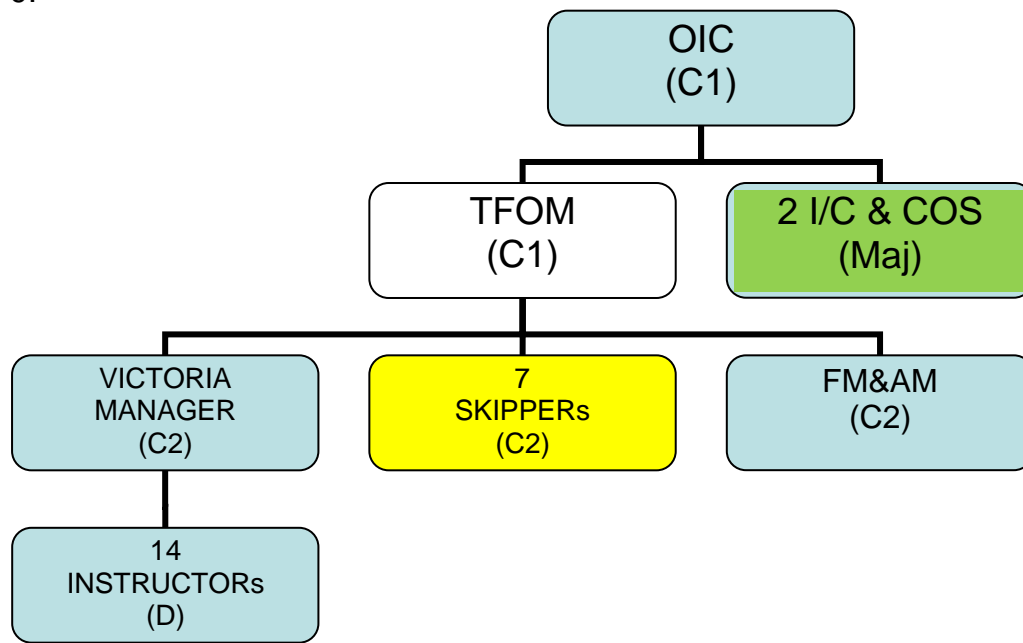 OIC
(C1)
TFOM
(C1)
2 I/C & COS
(Maj)
VICTORIA
MANAGER
(C2)
7
SKIPPERs
(C2)
FM&AM
(C2)
14
INSTRUCTORs
(D)